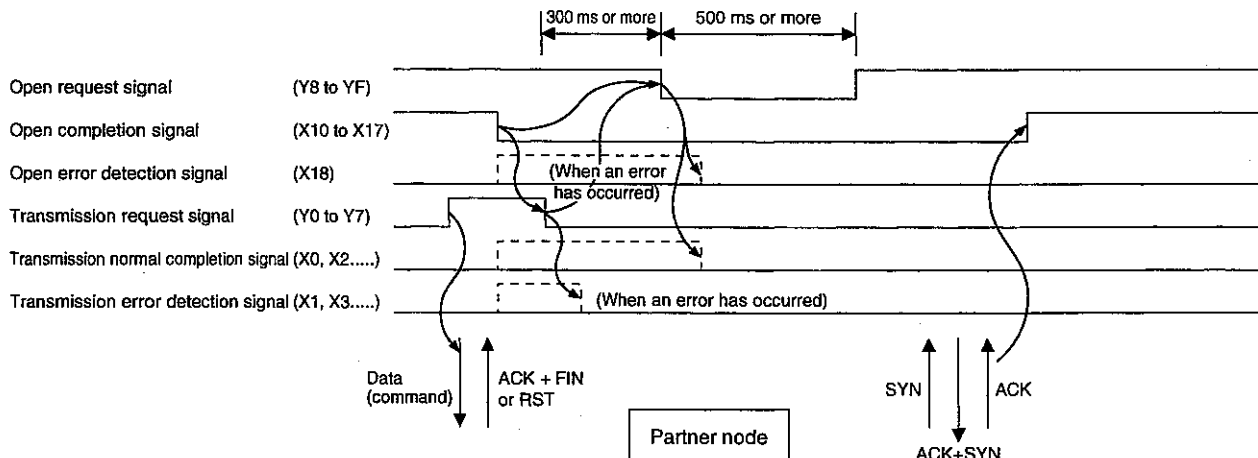 300 ms or more 500 ms or more
Open request signal (Y8 to YF)
Open completion signal (X10 to X17)
Open error detection signal (X18)
(When an error
has occurred)
Transmission request signal (Y0 to Y7)
Transmission normal completion signal (X0, X2.....)
Transmission error detection signal (X1, X3.....)
(When an error has occurred)
Data
(command)
ACK + FIN
or RST
SYN
ACK
Partner node
ACK+SYN